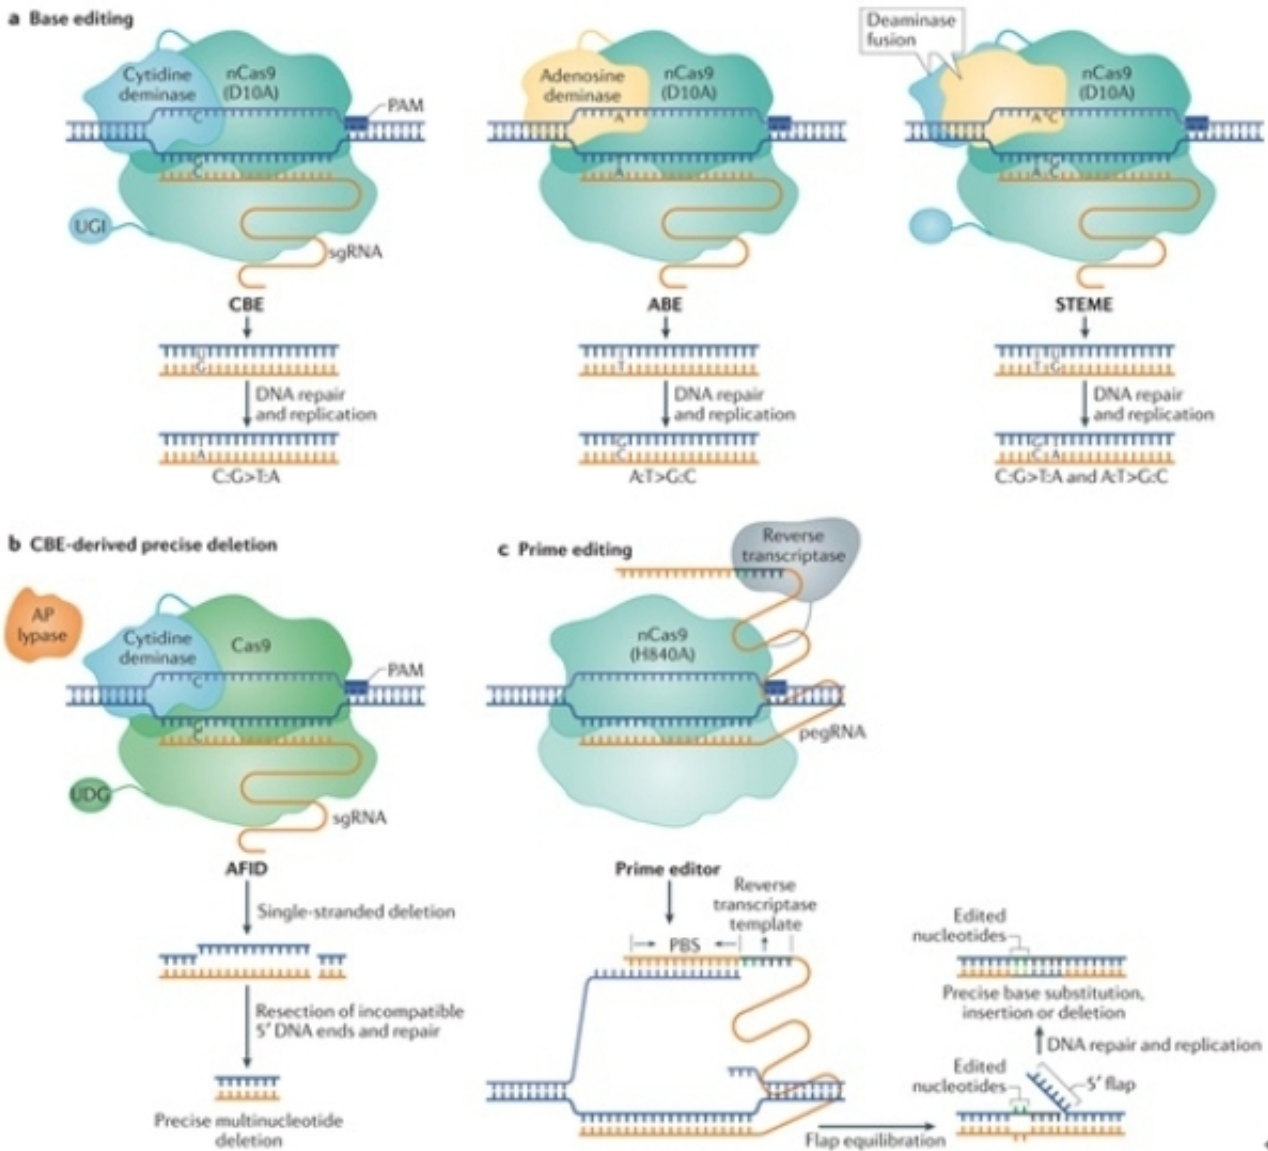 a Base editing
Cytidine
deminase
nCas9
(D10A)
C
PAM
G
C
UGI
sgRNA
CBE
U
G
DNA repair
and replication
T
A
C:G>T:A
Adenosine
deminase
nCas9
(D10A)
A
T
A
ABE
T
DNA repair
and replication
G
C
A:T>G:C
Deaminase
fusion
nCas9
(D10A)
A C
G
A C
STEME
U
T G
DNA repair
and replication
G T
C A
C:G>T:A and A:T>G:C
b CBE-derived precise deletion
AP
lypase
Cytidine
deminase
Cas9
C
PAM
G
C
UDG
sgRNA
AFID
Single-stranded deletion
Resection of incompatible
5′ DNA ends and repair
Precise multinucleotide
deletion
c Prime editing
Reverse
transcriptase
nCas9
(H840A)
pegRNA
Prime editor
Reverse
transcriptase
template
PBS
Flap equilibration
Edited
nucleotides
5′ flap
DNA repair and replication
Edited
nucleotides
Precise base substitution,
insertion or deletion